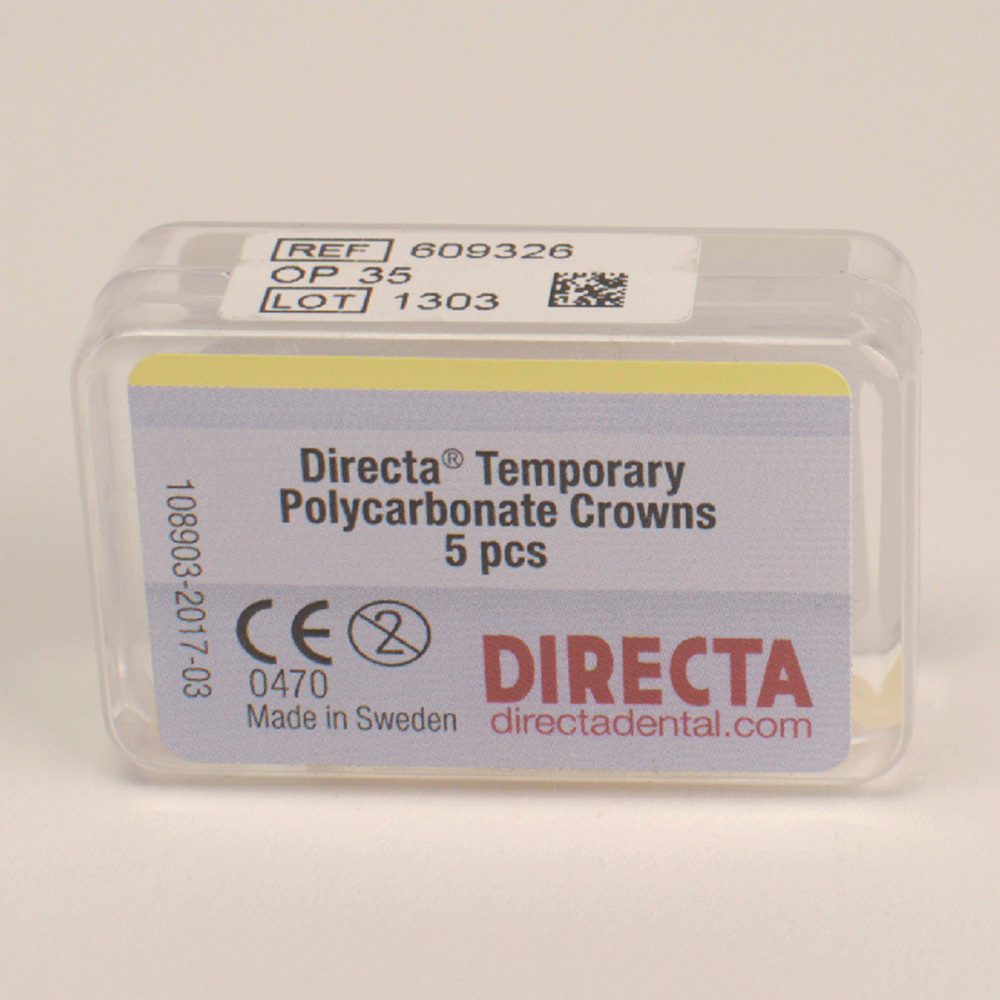 REF 609326
OP 35
LOT 1303
Directa® Temporary
Polycarbonate Crowns
5 pcs
108903-2017-03
CE 2
0470
Made in Sweden
DIRECTA
directadental.com